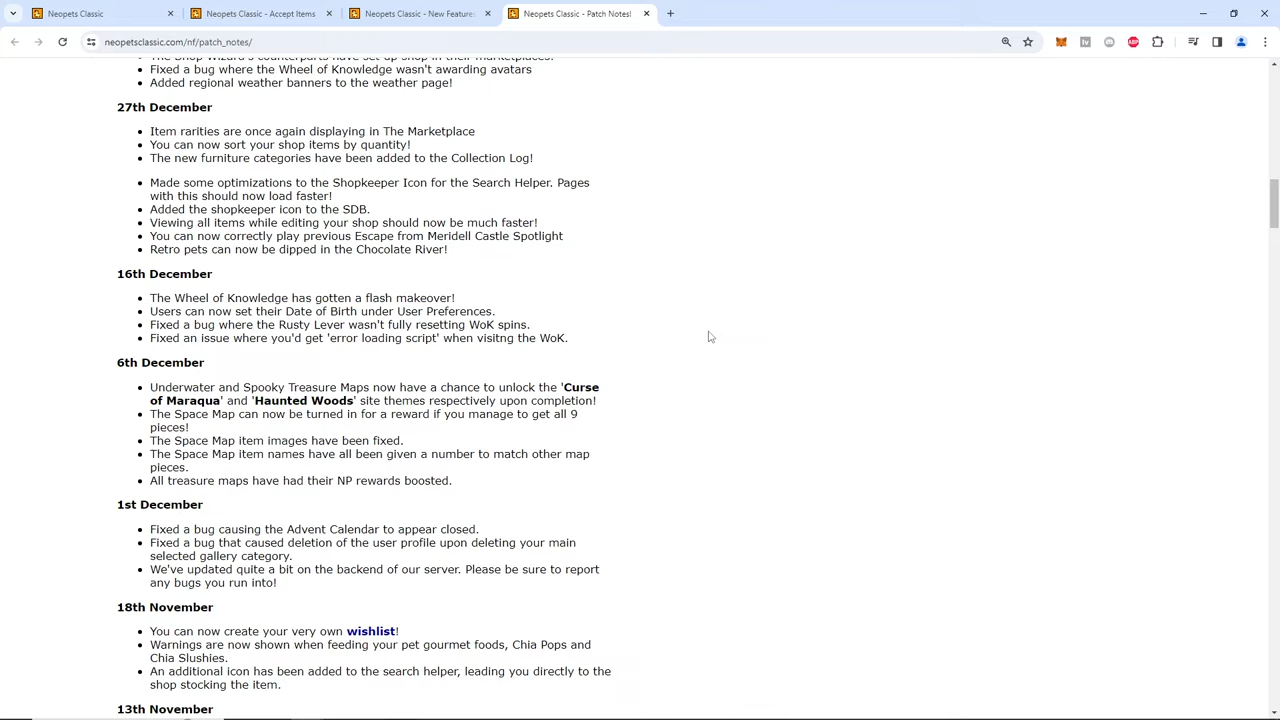 Neopets Classic
Neopets Classic - Accept Items
Neopets Classic - New Feature
Neopets Classic - Patch Notes!
neopetsclassic.com/nf/patch_notes/
• Fixed a bug where the Wheel of Knowledge wasn't awarding avatars
• Added regional weather banners to the weather page!
27th December
• Item rarities are once again displaying in The Marketplace
• You can now sort your shop items by quantity!
• The new furniture categories have been added to the Collection Log!
• Made some optimizations to the Shopkeeper Icon for the Search Helper. Pages
with this should now load faster!
• Added the shopkeeper icon to the SDB.
• Viewing all items while editing your shop should now be much faster!
• You can now correctly play previous Escape from Meridell Castle Spotlight
• Retro pets can now be dipped in the Chocolate River!
16th December
• The Wheel of Knowledge has gotten a flash makeover!
• Users can now set their Date of Birth under User Preferences.
• Fixed a bug where the Rusty Lever wasn't fully resetting WoK spins.
• Fixed an issue where you'd get 'error loading script' when visitng the WoK.
6th December
• Underwater and Spooky Treasure Maps now have a chance to unlock the 'Curse
of Maraqua' and 'Haunted Woods' site themes respectively upon completion!
• The Space Map can now be turned in for a reward if you manage to get all 9
pieces!
• The Space Map item images have been fixed.
• The Space Map item names have all been given a number to match other map
pieces.
• All treasure maps have had their NP rewards boosted.
1st December
• Fixed a bug causing the Advent Calendar to appear closed.
• Fixed a bug that caused deletion of the user profile upon deleting your main
selected gallery category.
• We've updated quite a bit on the backend of our server. Please be sure to report
any bugs you run into!
18th November
• You can now create your very own wishlist!
• Warnings are now shown when feeding your pet gourmet foods, Chia Pops and
Chia Slushies.
• An additional icon has been added to the search helper, leading you directly to the
shop stocking the item.
13th November